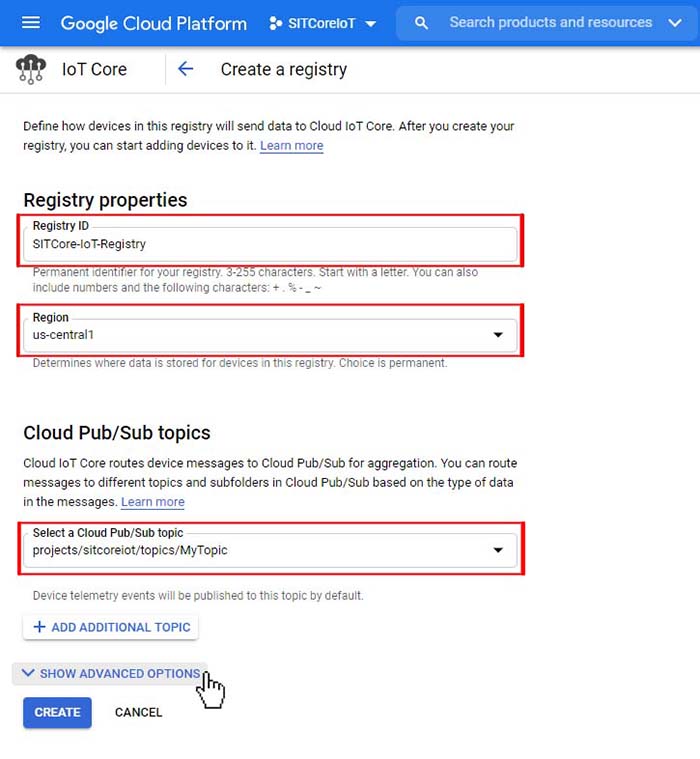 Google Cloud Platform
SITCoreIoT
Search products and resources
IoT Core
Create a registry
Define how devices in this registry will send data to Cloud IoT Core. After you create your
registry, you can start adding devices to it. Learn more
Registry properties
Registry ID
SITCore-IoT-Registry
Permanent identifier for your registry. 3-255 characters. Start with a letter. You can also
include numbers and the following characters: + . % - _ ~
Region
us-central1
Determines where data is stored for devices in this registry. Choice is permanent.
Cloud Pub/Sub topics
Cloud IoT Core routes device messages to Cloud Pub/Sub for aggregation. You can route
messages to different topics and subfolders in Cloud Pub/Sub based on the type of data
in the messages. Learn more
Select a Cloud Pub/Sub topic
projects/sitcoreiot/topics/MyTopic
Device telemetry events will be published to this topic by default.
+ ADD ADDITIONAL TOPIC
SHOW ADVANCED OPTIONS
CREATE CANCEL